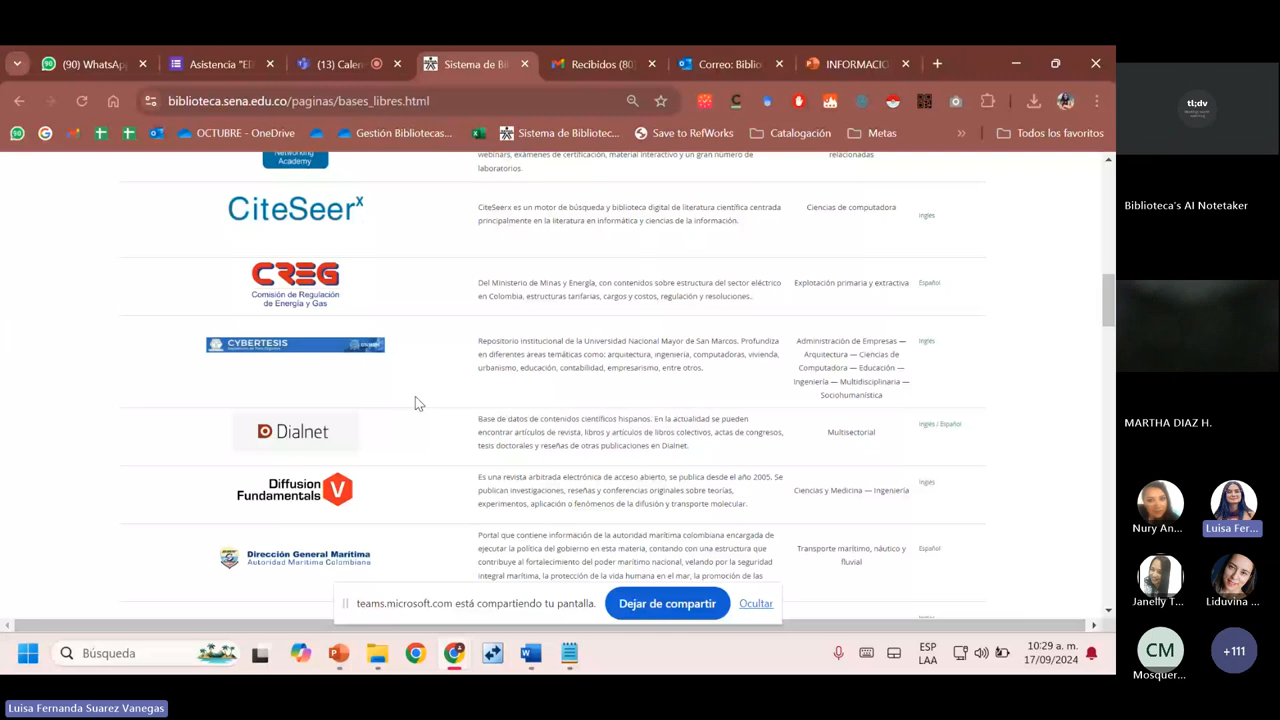 (90) WhatsAp
Asistencia "ED
(13) Calen
Sistema de Bi
Recibidos (80)
Correo: Biblio
INFORMACIO
biblioteca.sena.edu.co/paginas/bases_libres.html
OCTUBRE - OneDrive
Gestión Bibliotecas...
Sistema de Bibliotec...
Save to RefWorks
Catalogación
Metas
»
Todos los favoritos
Networking
Academy
webinars, exámenes de certificación, material interactivo y un gran numero de
laboratorios.
relacionadas
CiteSeerx
CiteSeerx es un motor de búsqueda y biblioteca digital de literatura científica centrada
principalmente en la literatura en informática y ciencias de la información.
Ciencias de computadora
Ingles
CREG
Comisión de Regulación
de Energía y Gas
Del Ministerio de Minas y Energía, con contenidos sobre estructura del sector eléctrico
en Colombia, estructuras tarifarias, cargos y costos, regulación y resoluciones..
Explotación primaria y extractiva
Español
CYBERTESIS
Repositorio institucional de la Universidad Nacional Mayor de San Marcos. Profundiza
en diferentes areas temáticas como: arquitectura, ingeniería, computadoras, vivienda,
urbanismo, educación, contabilidad, empresarismo, entre otros.
Administración de Empresas —
Arquitectura — Ciencias de
Computadora — Educación —
Ingeniería — Multidisciplinaria —
Sociohumanística
Ingles
Dialnet
Base de datos de contenidos científicos hispanos. En la actualidad se pueden
encontrar artículos de revista, libros y artículos de libros colectivos, actas de congresos,
tesis doctorales y reseñas de otras publicaciones en Dialnet.
Multisectorial
Ingles / Español
Diffusion
Fundamentals
Es una revista arbitrada electrónica de acceso abierto, se publica desde el año 2005. Se
publican investigaciones, reseñas y conferencias originales sobre teorías,
experimentos, aplicación o fenómenos de la difusión y transporte molecular.
Ciencias y Medicina — Ingeniería
Ingles
Dirección General Marítima
Autoridad Marítima Colombiana
Portal que contiene información de la autoridad marítima colombiana encargada de
ejecutar la política del gobierno en esta materia, contando con una estructura que
contribuye al fortalecimiento del poder marítimo nacional, velando por la seguridad
integral marítima, la protección de la vida humana en el mar, la promoción de las
Transporte marítimo, náutico y
fluvial
Español
teams.microsoft.com está compartiendo tu pantalla.
Dejar de compartir
Ocultar
Búsqueda
ESP
LAA
10:29 a. m.
17/09/2024
tl;dv
Biblioteca's AI Notetaker
MARTHA DIAZ H.
Nury An...
Luisa Fer...
Janelly T...
Liduvina ...
CM
Mosquer...
+111
Luisa Fernanda Suarez Vanegas